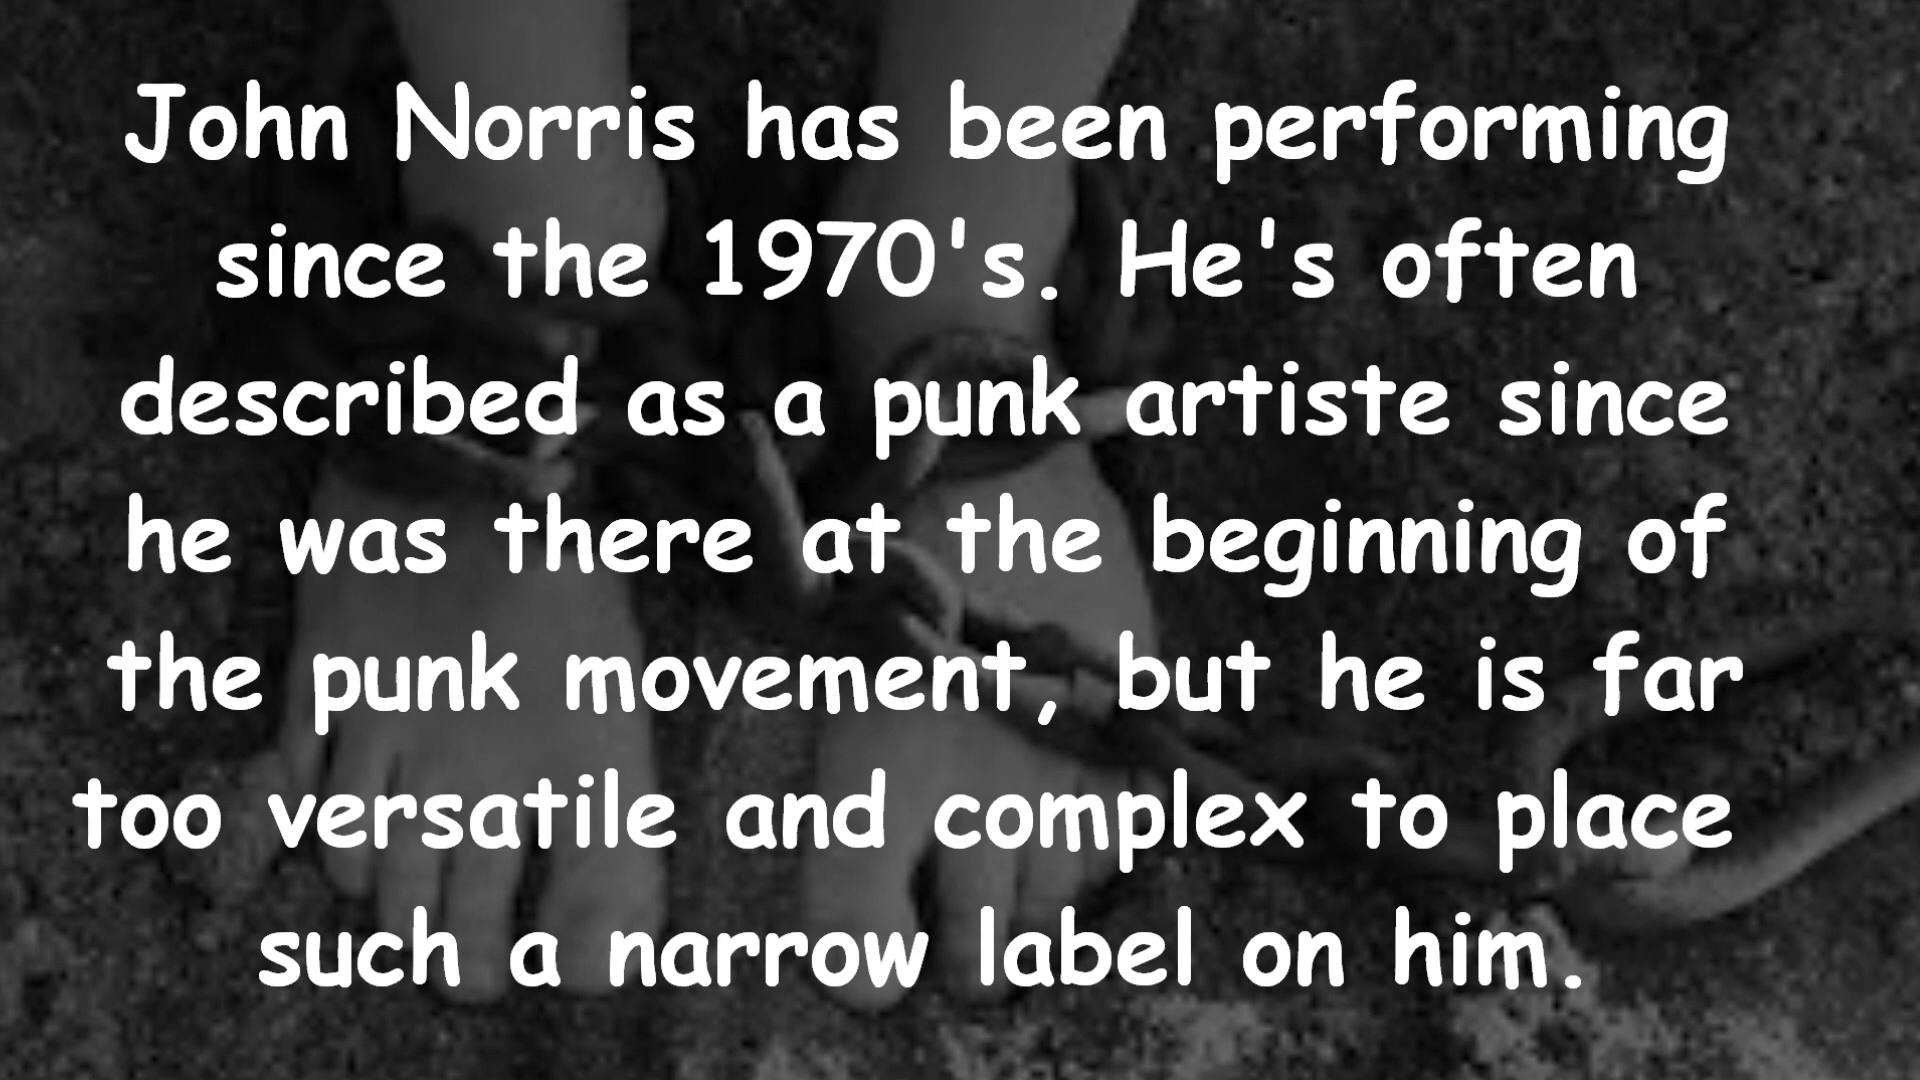 John Norris has been performing
since the 1970's. He's often
described as a punk artiste since
he was there at the beginning of
the punk movement, but he is far
too versatile and complex to place
such a narrow label on him.